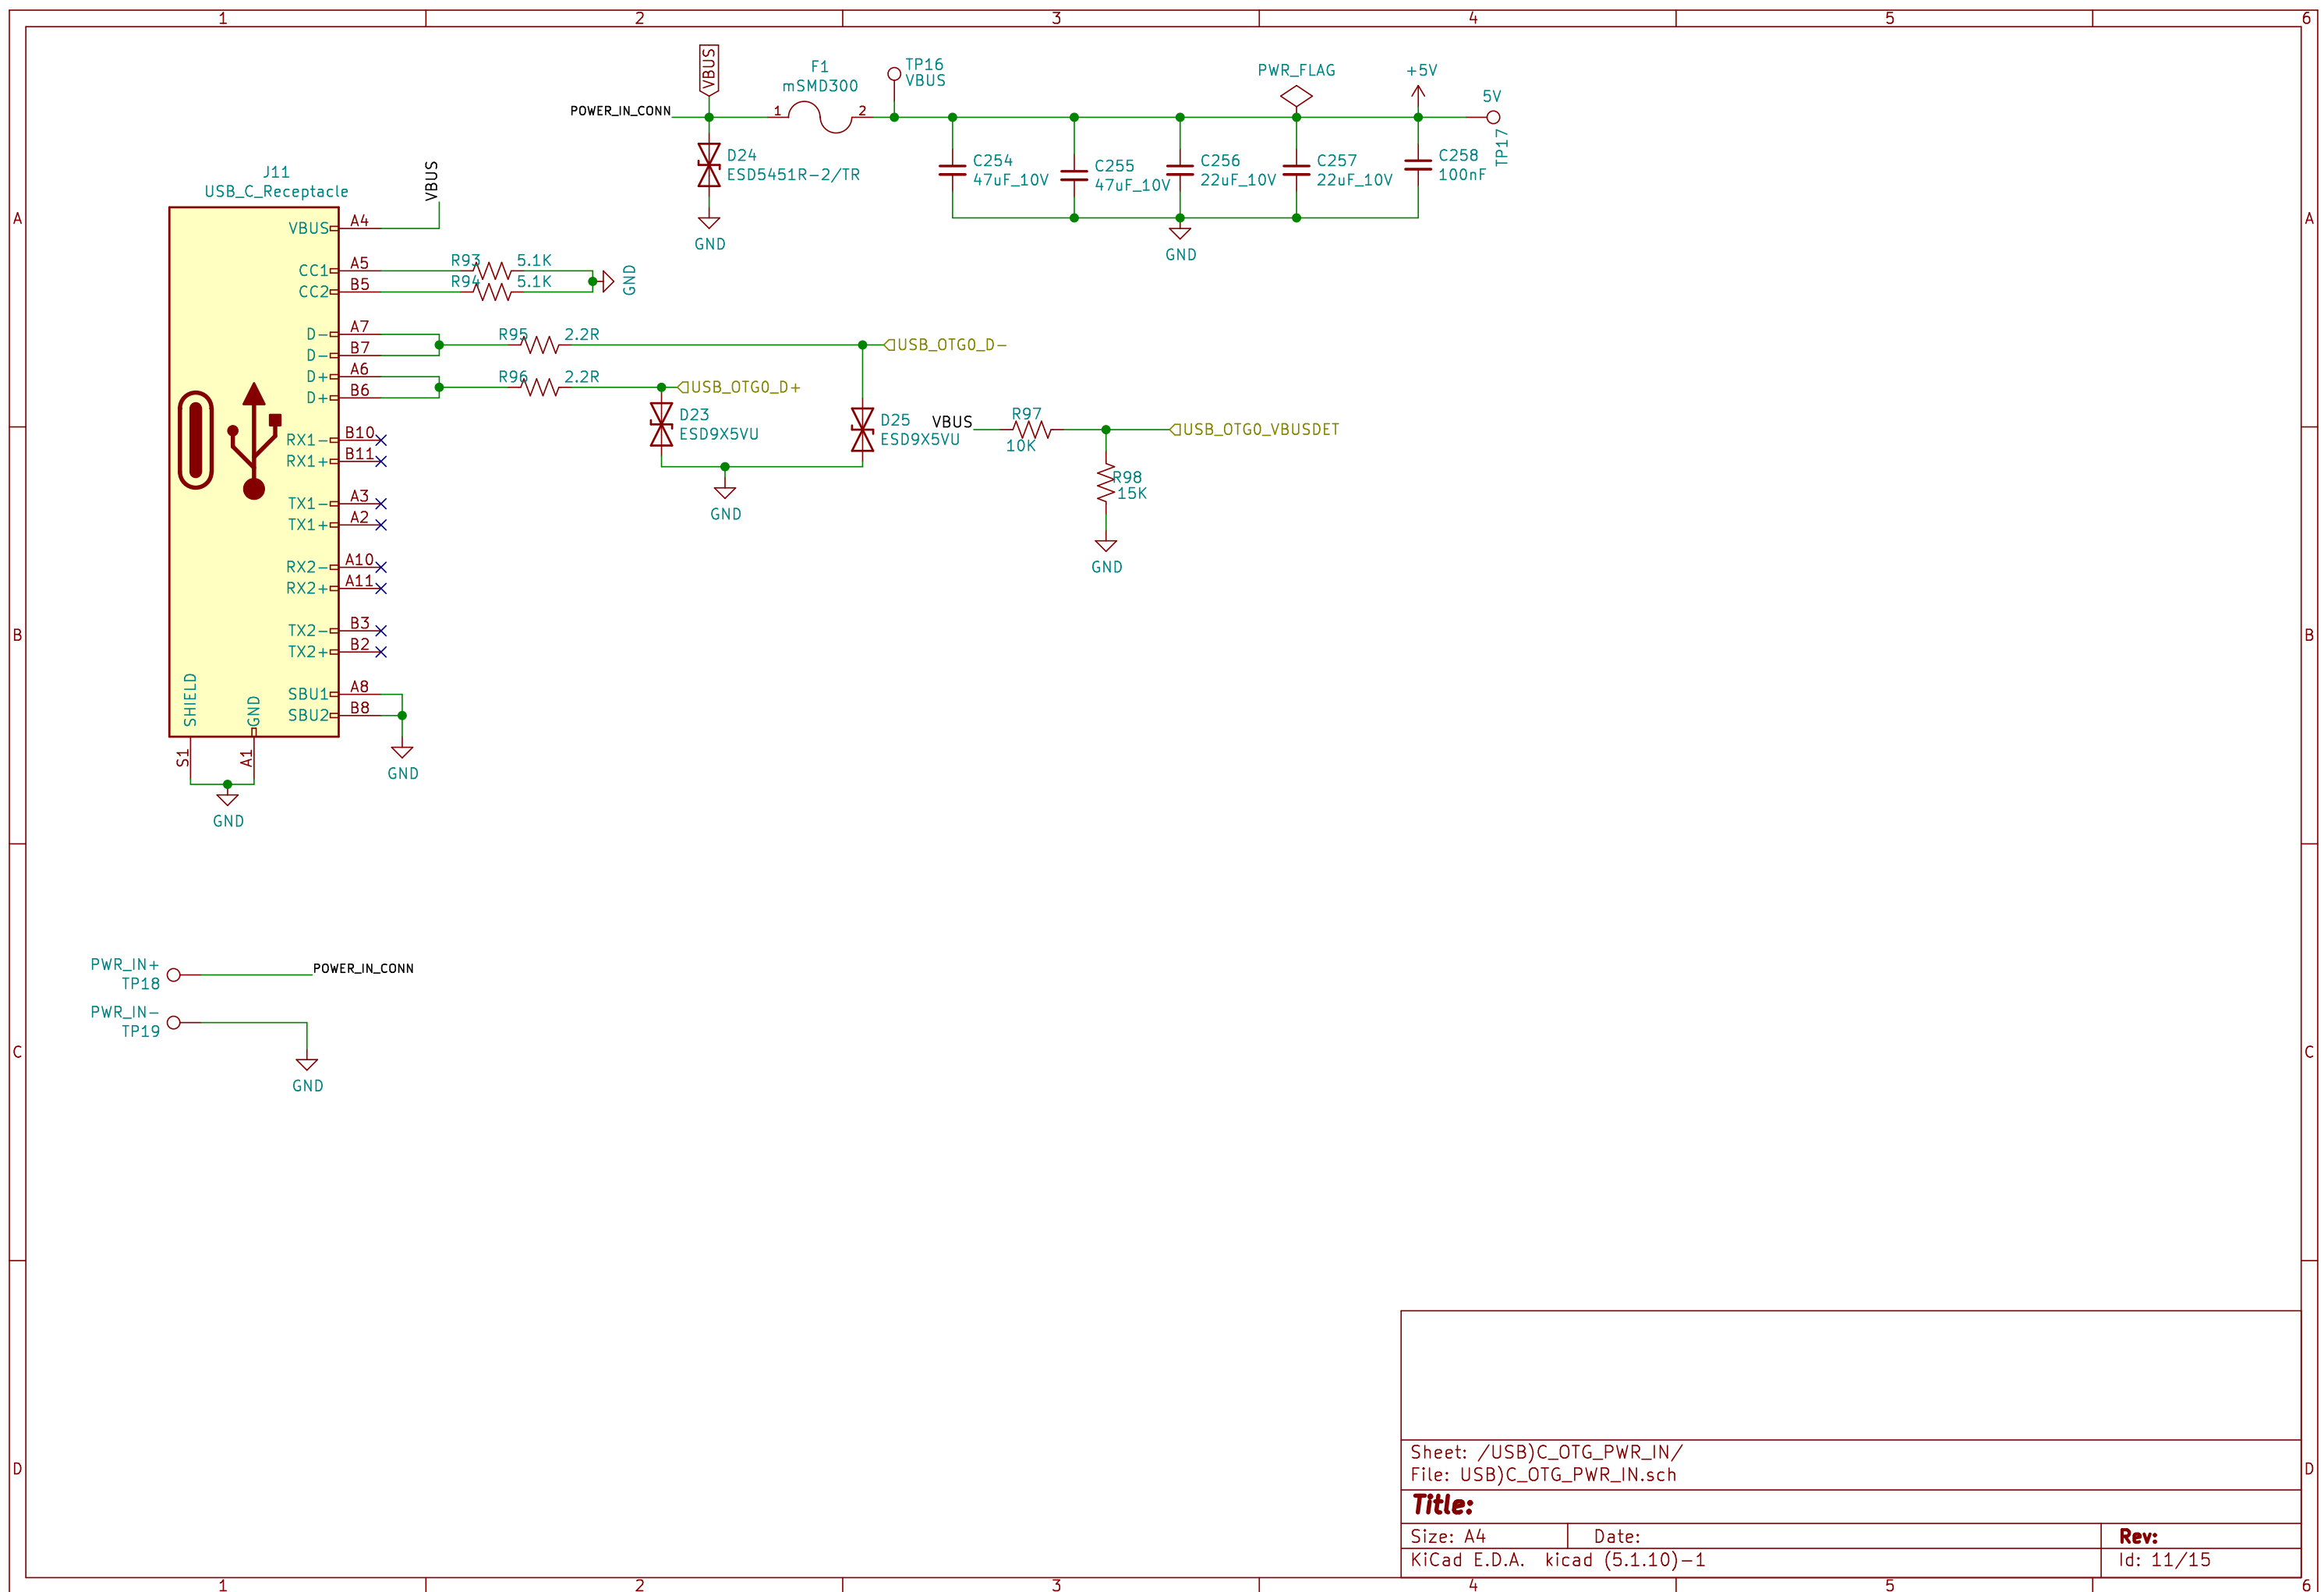 1 2 3 4 5 6
VBUS
F1
mSMD300
TP16
VBUS
PWR_FLAG
+5V
5V
TP17
POWER_IN_CONN
1 2
D24
ESD5451R-2/TR
GND
C254
47uF_10V
C255
47uF_10V
C256
22uF_10V
C257
22uF_10V
C258
100nF
GND
A A
J11
USB_C_Receptacle
VBUS
VBUS A4
CC1 A5
R93 5.1K
CC2 B5
R94 5.1K
GND
D- A7
R95 2.2R
USB_OTG0_D-
D- B7
D+ A6
R96 2.2R
USB_OTG0_D+
D+ B6
D23
ESD9X5VU
D25
ESD9X5VU
GND
VBUS
R97
10K
USB_OTG0_VBUSDET
R98
15K
GND
RX1- B10
RX1+ B11
TX1- A3
TX1+ A2
RX2- A10
RX2+ A11
TX2- B3
TX2+ B2
B B
SBU1 A8
SBU2 B8
GND
SHIELD
GND
S1
A1
GND
PWR_IN+
TP18
POWER_IN_CONN
PWR_IN-
TP19
GND
C C
Sheet: /USB)C_OTG_PWR_IN/
File: USB)C_OTG_PWR_IN.sch
D D
Title:
Size: A4 Date: Rev:
KiCad E.D.A. kicad (5.1.10)-1 Id: 11/15
1 2 3 4 5 6